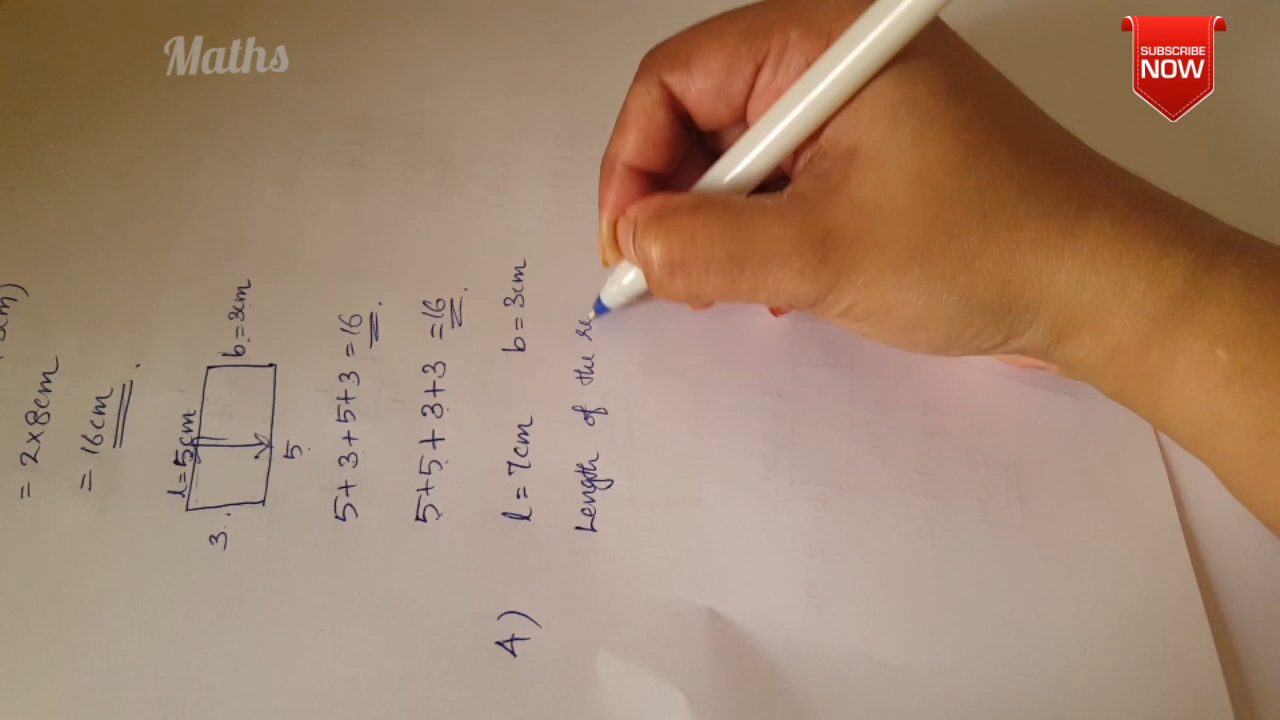 Maths
SUBSCRIBE
NOW
= 2×8cm
= 16cm.
l=5cm
b=3cm
3
5
5+3+5+3=16.
5+5+3+3=16.
A) l=7cm b=3cm
Length of the re